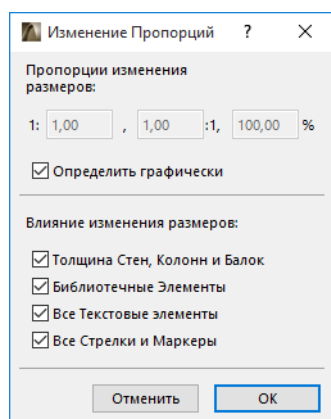 Изменение Пропорций ? ×
Пропорции изменения
размеров:
1: 1,00 , 1,00 :1, 100,00 %
Определить графически
Влияние изменения размеров:
Толщина Стен, Колонн и Балок
Библиотечные Элементы
Все Текстовые элементы
Все Стрелки и Маркеры
Отменить OK